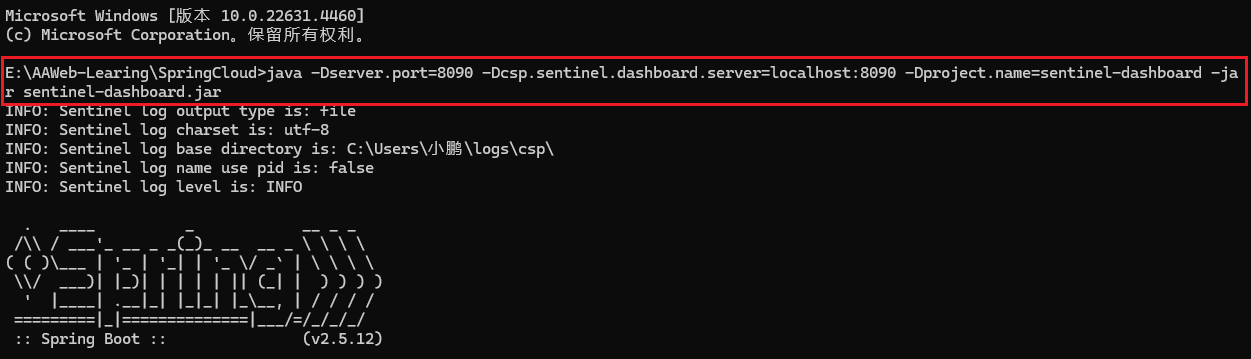 Microsoft Windows [版本 10.0.22631.4460]
(c) Microsoft Corporation。保留所有权利。
E:\AAWeb-Learing\SpringCloud>java -Dserver.port=8090 -Dcsp.sentinel.dashboard.server=localhost:8090 -Dproject.name=sentinel-dashboard -ja
r sentinel-dashboard.jar
INFO: Sentinel log output type is: file
INFO: Sentinel log charset is: utf-8
INFO: Sentinel log base directory is: C:\Users\小鹏\logs\csp\
INFO: Sentinel log name use pid is: false
INFO: Sentinel log level is: INFO
  .   ____          _            __ _ _
 /\\ / ___'_ __ _ _(_)_ __  __ _ \ \ \ \
( ( )\___ | '_ | '_| | '_ \/ _` | \ \ \ \
 \\/  ___)| |_)| | | | | || (_| |  ) ) ) )
  '  |____| .__|_| |_|_| |_\__, | / / / /
 =========|_|==============|___/=/_/_/_/
 :: Spring Boot ::               (v2.5.12)